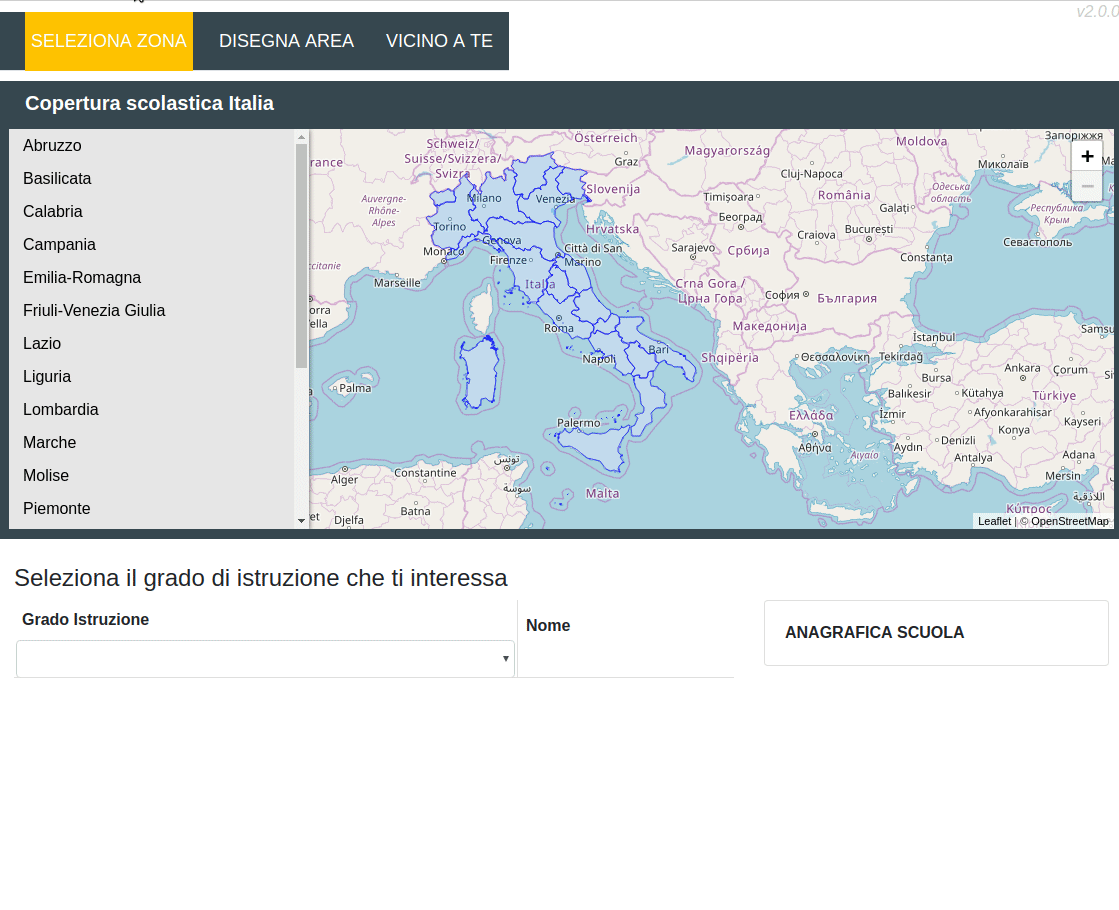 v2.0.0
SELEZIONA ZONA
DISEGNA AREA
VICINO A TE
Copertura scolastica Italia
Abruzzo
Basilicata
Calabria
Campania
Emilia-Romagna
Friuli-Venezia Giulia
Lazio
Liguria
Lombardia
Marche
Molise
Piemonte
Schweiz/
Suisse/Svizzera/
Svizra
Österreich
Graz
Magyarország
Moldova
Запоріжжя
Миколаїв
Cluj-Napoca
Auvergne-
Rhône-
Alpes
Milano
Venezia
Slovenija
Timișoara
România
Одеська
область
Galați
Республика
Крым
Torino
Genova
Hrvatska
Београд
Craiova
București
Севастополь
Monaco
Firenze
Città di San
Marino
Sarajevo
Србија
Constanța
Marseille
Italia
Crna Gora /
Црна Гора
София
България
Roma
Македонија
İstanbul
Napoli
Bari
Shqipëria
Θεσσαλονίκη
Tekirdağ
Bursa
Ankara
Çorum
Palma
Balıkesir
Kütahya
Türkiye
Palermo
Ελλάδα
İzmir
Afyonkarahisar
Konya
Kayseri
Αθήνα
Αιγαίο
Aydın
Denizli
Antalya
Adana
Mersin
تونس
Alger
Constantine
سوسة
Malta
اللاذقية
Batna
Djelfa
Κύπρος
+
−
Leaflet | © OpenStreetMap
Seleziona il grado di istruzione che ti interessa
Grado Istruzione
Nome
ANAGRAFICA SCUOLA